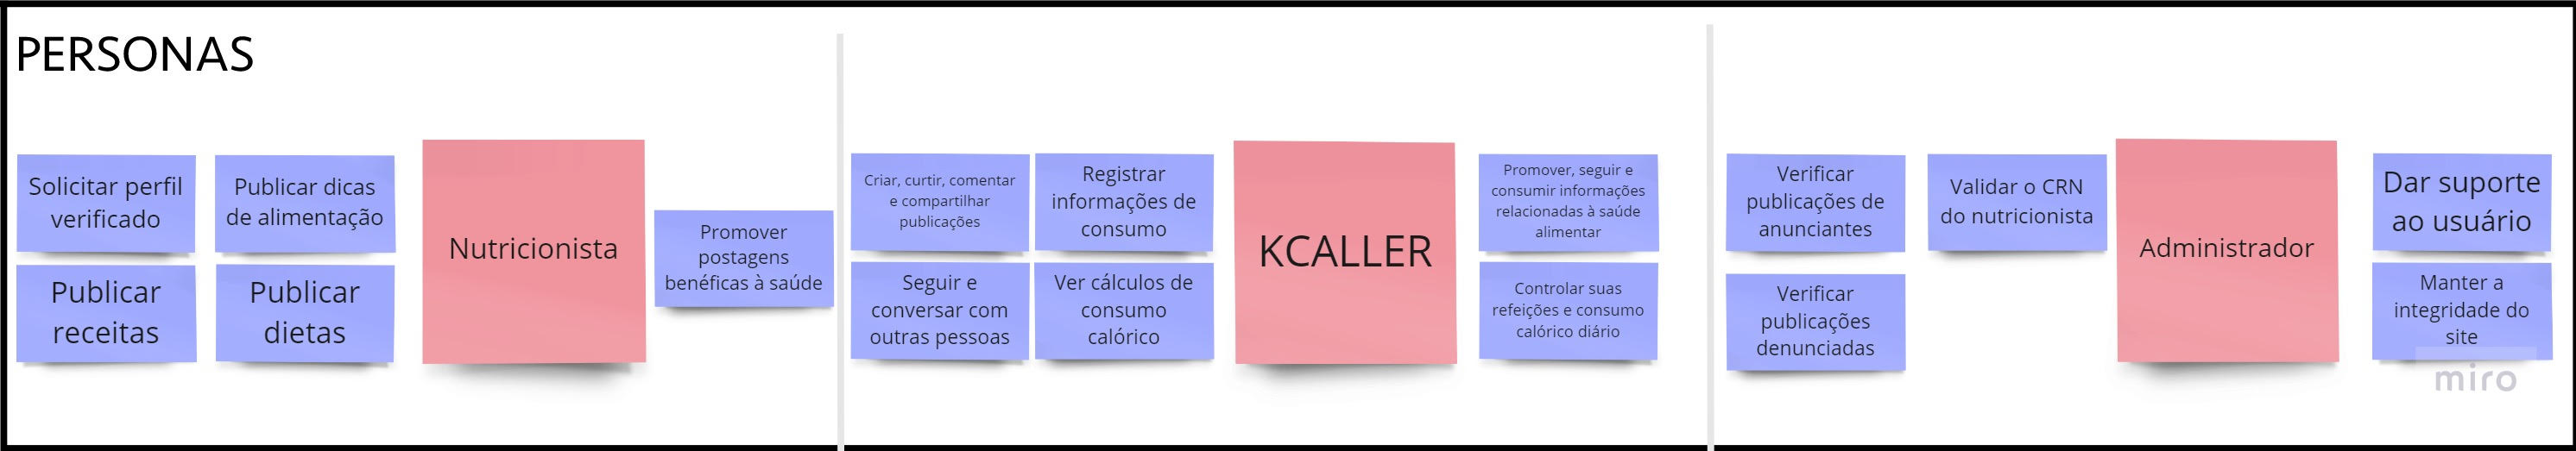 PERSONAS
Solicitar perfil
verificado
Publicar dicas
de alimentação
Publicar
receitas
Publicar
dietas
Nutricionista
Promover
postagens
benéficas à saúde
Criar, curtir, comentar
e compartilhar
publicações
Registrar
informações de
consumo
Seguir e
conversar com
outras pessoas
Ver cálculos de
consumo
calórico
KCALLER
Promover, seguir e
consumir informações
relacionadas à saúde
alimentar
Controlar suas
refeições e consumo
calórico diário
Verificar
publicações de
anunciantes
Validar o CRN
do nutricionista
Verificar
publicações
denunciadas
Administrador
Dar suporte
ao usuário
Manter a
integridade do
site
miro